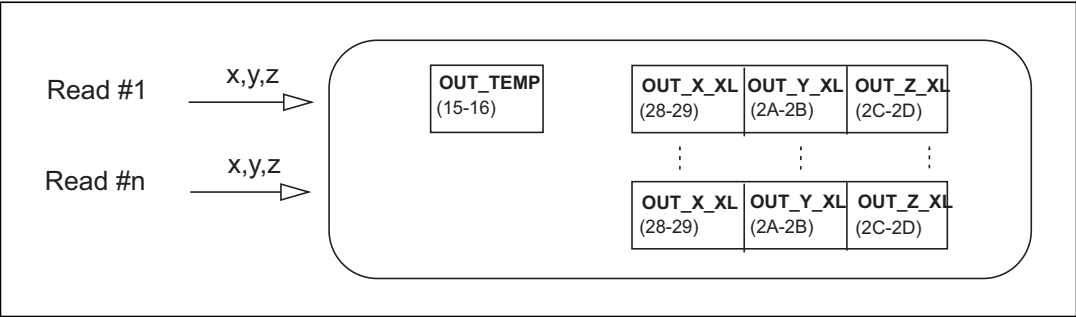 Read #1
x,y,z
OUT_TEMP
(15-16)
OUT_X_XL OUT_Y_XL OUT_Z_XL
(28-29) (2A-2B) (2C-2D)
Read #n
x,y,z
OUT_X_XL OUT_Y_XL OUT_Z_XL
(28-29) (2A-2B) (2C-2D)